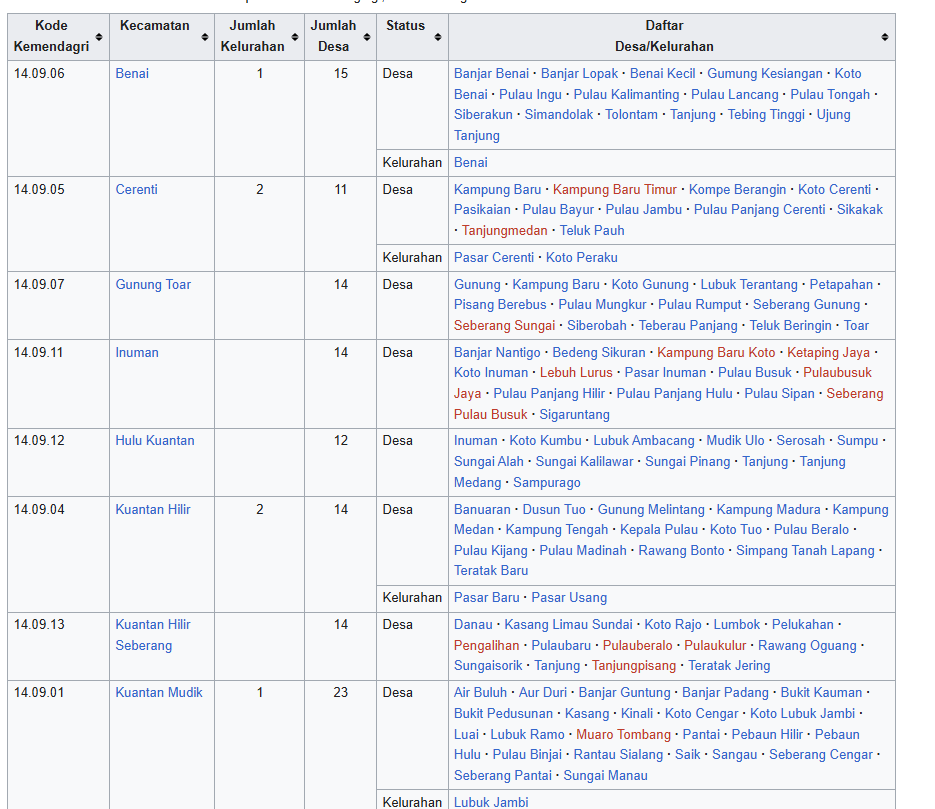 Kode Kemendagri Kecamatan Jumlah Kelurahan Jumlah Desa Status Daftar Desa/Kelurahan
14.09.06 Benai 1 15 Desa Banjar Benai · Banjar Lopak · Benai Kecil · Gumung Kesiangan · Koto
Benai · Pulau Ingu · Pulau Kalimanting · Pulau Lancang · Pulau Tongah ·
Siberakun · Simandolak · Tolontam · Tanjung · Tebing Tinggi · Ujung
Tanjung
Kelurahan Benai
14.09.05 Cerenti 2 11 Desa Kampung Baru · Kampung Baru Timur · Kompe Berangin · Koto Cerenti ·
Pasikaian · Pulau Bayur · Pulau Jambu · Pulau Panjang Cerenti · Sikakak
· Tanjungmedan · Teluk Pauh
Kelurahan Pasar Cerenti · Koto Peraku
14.09.07 Gunung Toar 14 Desa Gunung · Kampung Baru · Koto Gunung · Lubuk Terantang · Petapahan ·
Pisang Berebus · Pulau Mungkur · Pulau Rumput · Seberang Gunung ·
Seberang Sungai · Siberobah · Teberau Panjang · Teluk Beringin · Toar
14.09.11 Inuman 14 Desa Banjar Nantigo · Bedeng Sikuran · Kampung Baru Koto · Ketaping Jaya ·
Koto Inuman · Lebuh Lurus · Pasar Inuman · Pulau Busuk · Pulaubusuk
Jaya · Pulau Panjang Hilir · Pulau Panjang Hulu · Pulau Sipan · Seberang
Pulau Busuk · Sigaruntang
14.09.12 Hulu Kuantan 12 Desa Inuman · Koto Kumbu · Lubuk Ambacang · Mudik Ulo · Serosah · Sumpu ·
Sungai Alah · Sungai Kalilawar · Sungai Pinang · Tanjung · Tanjung
Medang · Sampurago
14.09.04 Kuantan Hilir 2 14 Desa Banuaran · Dusun Tuo · Gunung Melintang · Kampung Madura · Kampung
Medan · Kampung Tengah · Kepala Pulau · Koto Tuo · Pulau Beralo ·
Pulau Kijang · Pulau Madinah · Rawang Bonto · Simpang Tanah Lapang ·
Teratak Baru
Kelurahan Pasar Baru · Pasar Usang
14.09.13 Kuantan Hilir Seberang 14 Desa Danau · Kasang Limau Sundai · Koto Rajo · Lumbok · Pelukahan ·
Pengalihan · Pulaubaru · Pulauberalo · Pulaukulur · Rawang Oguang ·
Sungaisorik · Tanjung · Tanjungpisang · Teratak Jering
14.09.01 Kuantan Mudik 1 23 Desa Air Buluh · Aur Duri · Banjar Guntung · Banjar Padang · Bukit Kauman ·
Bukit Pedusunan · Kasang · Kinali · Koto Cengar · Koto Lubuk Jambi ·
Luai · Lubuk Ramo · Muaro Tombang · Pantai · Pebaun Hilir · Pebaun
Hulu · Pulau Binjai · Rantau Sialang · Saik · Sangau · Seberang Cengar ·
Seberang Pantai · Sungai Manau
Kelurahan Lubuk Jambi